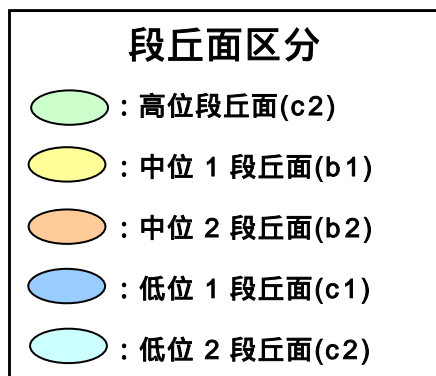 段丘面区分
：高位段丘面(c2)
：中位 1 段丘面(b1)
：中位 2 段丘面(b2)
：低位 1 段丘面(c1)
：低位 2 段丘面(c2)